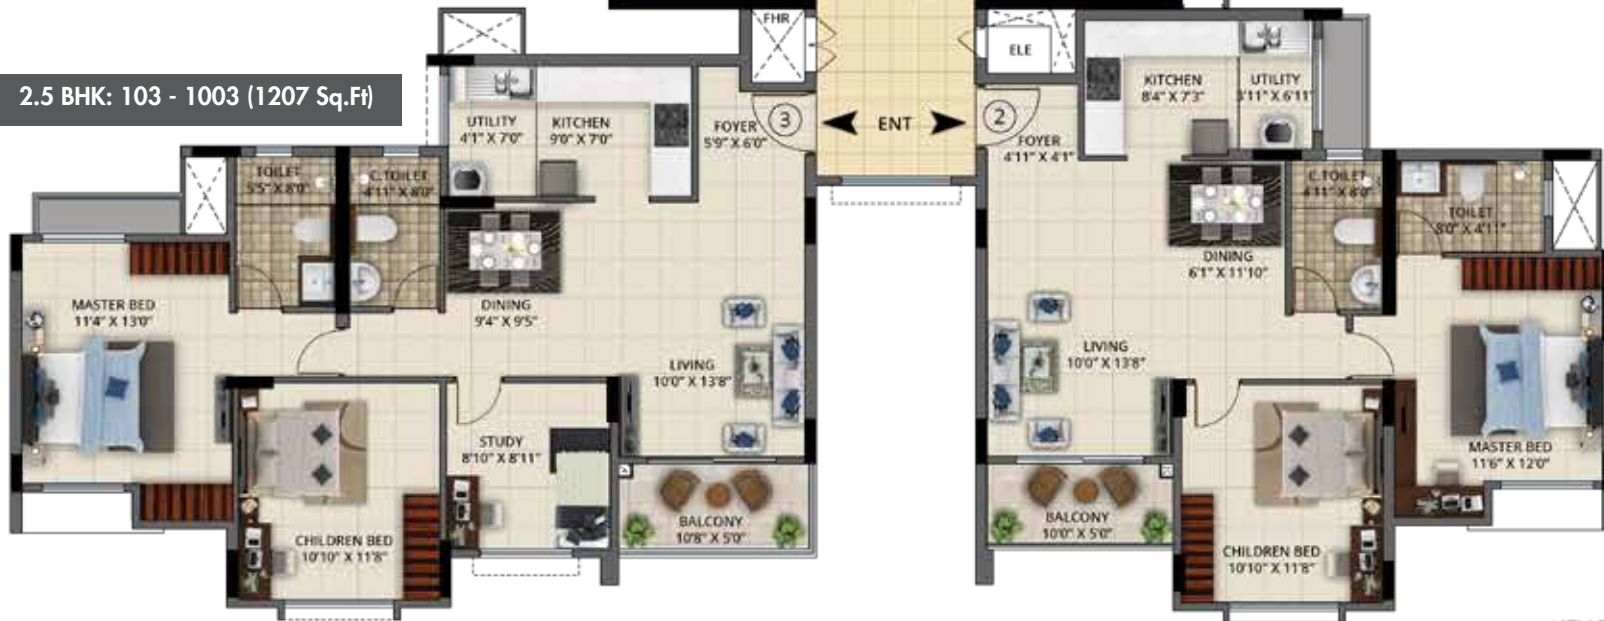 2.5 BHK: 103 - 1003 (1207 Sq.Ft)
FHR
UTILITY
4'1" X 7'0"
KITCHEN
9'0" X 7'0"
FOYER
5'9" X 6'0"
3
ENT
TOILET
5'5" X 8'0"
C.TOILET
4'11" X 8'0"
MASTER BED
11'4" X 13'0"
DINING
9'4" X 9'5"
LIVING
10'0" X 13'8"
STUDY
8'10" X 8'11"
CHILDREN BED
10'10" X 11'8"
BALCONY
10'8" X 5'0"
ELE
2
FOYER
4'11" X 4'1"
KITCHEN
8'4" X 7'3"
UTILITY
3'11" X 6'11"
C.TOILET
4'11" X 8'0"
TOILET
8'0" X 4'11"
DINING
6'1" X 11'10"
LIVING
10'0" X 13'8"
MASTER BED
11'6" X 12'0"
BALCONY
10'0" X 5'0"
CHILDREN BED
10'10" X 11'8"